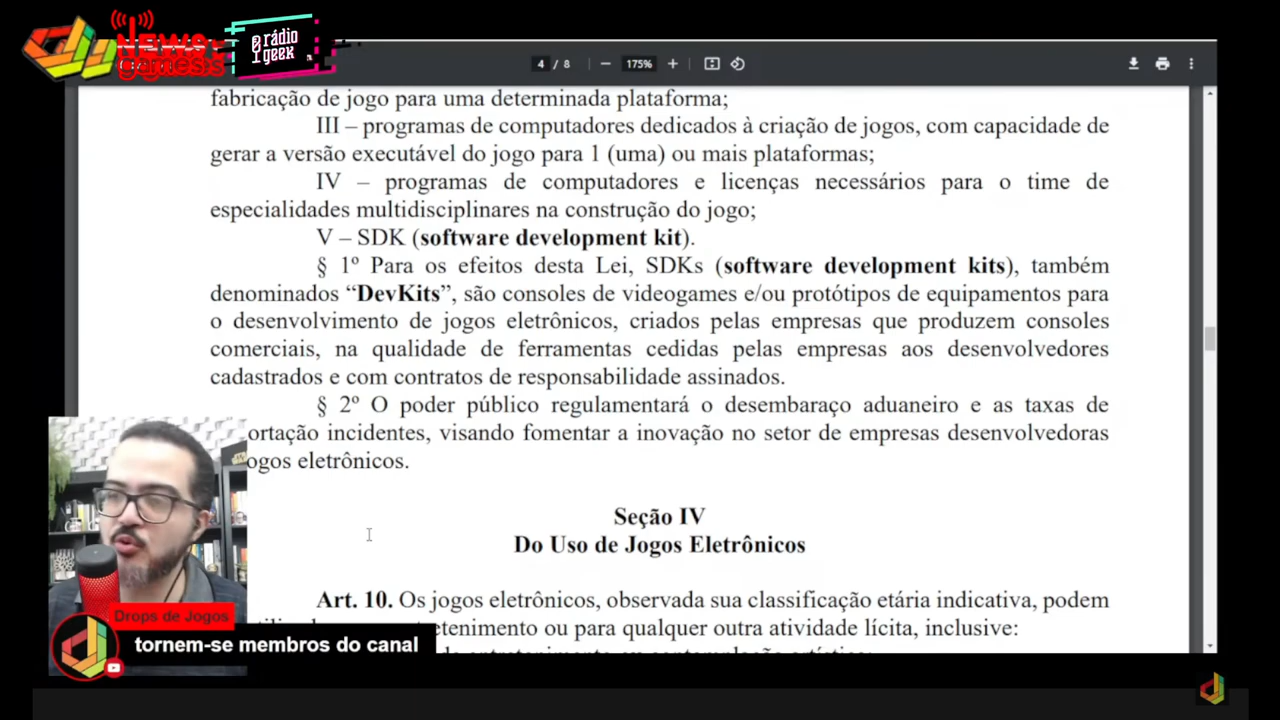 NEWS
games
rádio
geek
4 / 8
175%
fabricação de jogo para uma determinada plataforma;
III – programas de computadores dedicados à criação de jogos, com capacidade de
gerar a versão executável do jogo para 1 (uma) ou mais plataformas;
IV – programas de computadores e licenças necessários para o time de
especialidades multidisciplinares na construção do jogo;
V – SDK (software development kit).
§ 1º Para os efeitos desta Lei, SDKs (software development kits), também
denominados “DevKits”, são consoles de videogames e/ou protótipos de equipamentos para
o desenvolvimento de jogos eletrônicos, criados pelas empresas que produzem consoles
comerciais, na qualidade de ferramentas cedidas pelas empresas aos desenvolvedores
cadastrados e com contratos de responsabilidade assinados.
§ 2º O poder público regulamentará o desembaraço aduaneiro e as taxas de
ortação incidentes, visando fomentar a inovação no setor de empresas desenvolvedoras
ogos eletrônicos.
Seção IV
Do Uso de Jogos Eletrônicos
Art. 10. Os jogos eletrônicos, observada sua classificação etária indicativa, podem
etenimento ou para qualquer outra atividade lícita, inclusive:
Drops de Jogos
tornem-se membros do canal